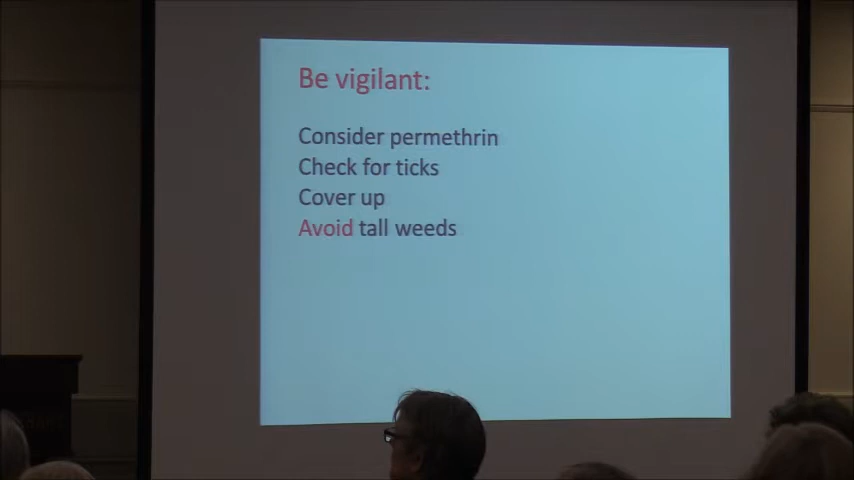 Be vigilant:
Consider permethrin
Check for ticks
Cover up
Avoid tall weeds